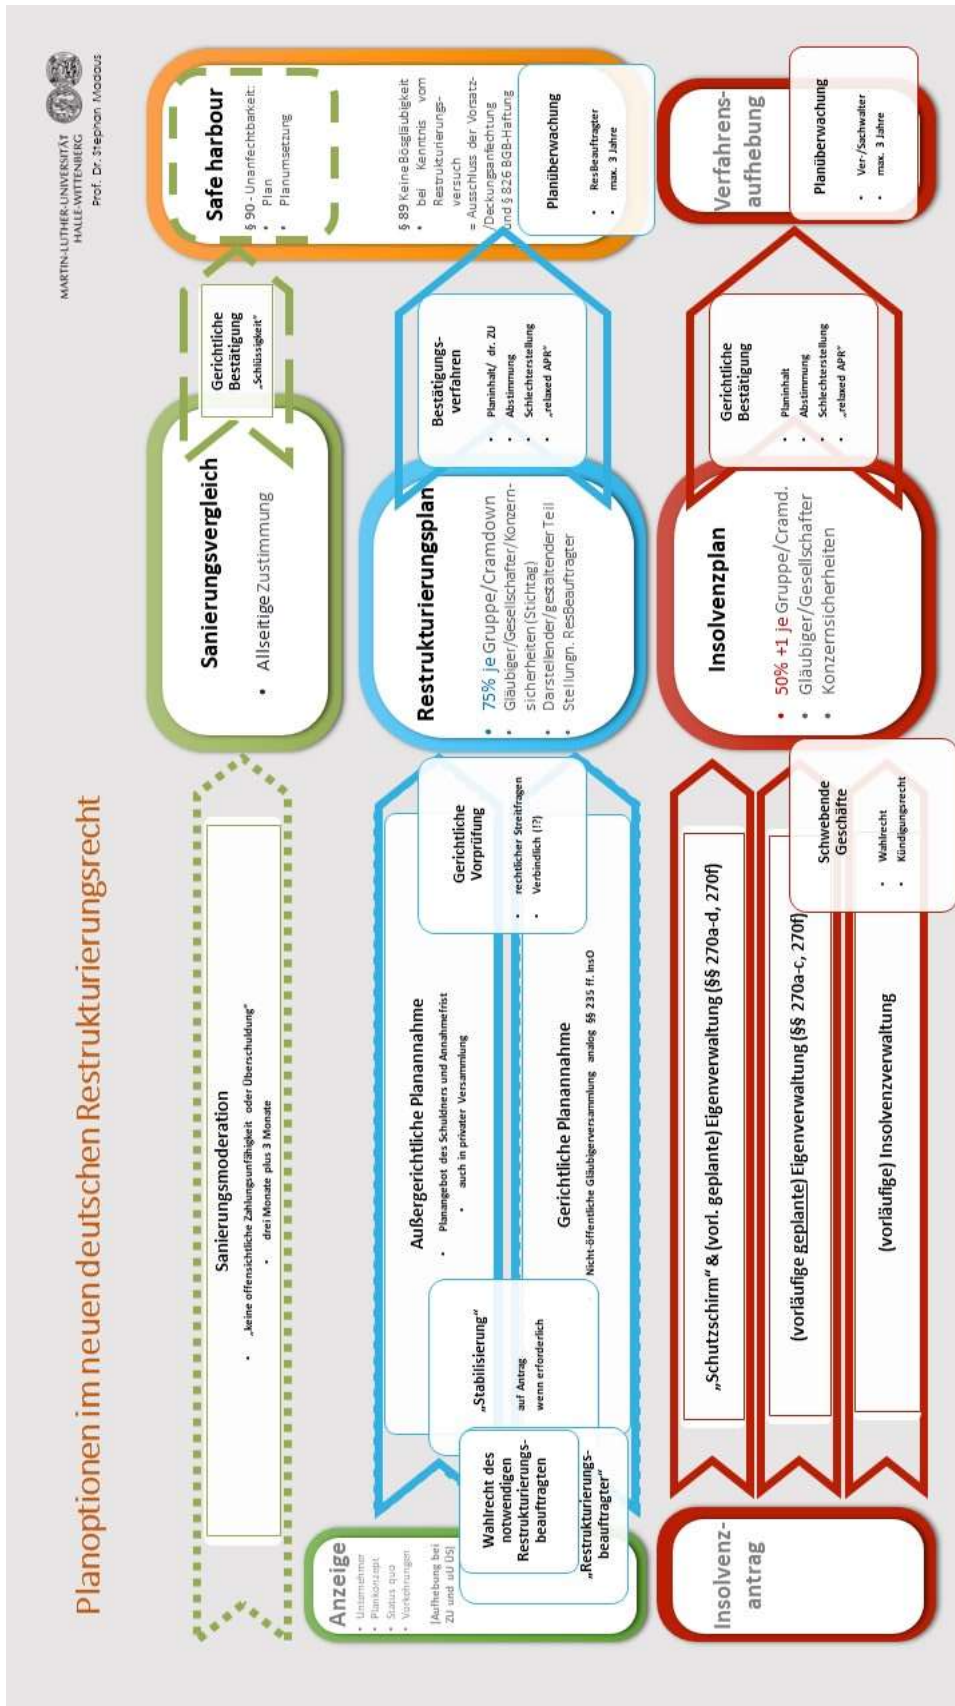 Planoptionen im neuen deutschen Restrukturierungsrecht
MARTIN-LUTHER-UNIVERSITÄT
HALLE-WITTENBERG
Prof. Dr. Stephan Madaus
Sanierungsmoderation
• „keine offensichtliche Zahlungsunfähigkeit oder Überschuldung“
• drei Monate plus 3 Monate
Sanierungsvergleich
• Allseitige Zustimmung
Gerichtliche
Bestätigung
„Schlüssigkeit“
Safe harbour
§ 90 - Unanfechtbarkeit:
• Plan
• Planumsetzung
§ 89 Keine Bösgläubigkeit
• bei Kenntnis vom
Restrukturierungs-
versuch
= Ausschluss der Vorsatz-
/Deckungsanfechtung
und § 826 BGB-Haftung
Anzeige
• Unternehmer
• Plankonzept
• Status quo
• Vorkehrungen
[Aufhebung bei
ZU und uU ÜS]
Wahlrecht des
notwendigen
Restrukturierungs-
beauftragten
„Restrukturierungs-
beauftragter“
„Stabilisierung“
auf Antrag
wenn erforderlich
Außergerichtliche Planannahme
• Planangebot des Schuldners und Annahmefrist
• auch in privater Versammlung
Gerichtliche Planannahme
Nicht-öffentliche Gläubigerversammlung analog §§ 235 ff. InsO
Gerichtliche
Vorprüfung
• rechtlicher Streitfragen
• Verbindlich (!?)
Restrukturierungsplan
• 75% je Gruppe/Cramdown
• Gläubiger/Gesellschafter/Konzern-
sicherheiten (Stichtag)
• Darstellender/gestaltender Teil
• Stellungn. ResBeauftragter
Bestätigungs-
verfahren
• Planinhalt/ dr. ZU
• Abstimmung
• Schlechterstellung
• „relaxed APR“
Planüberwachung
• ResBeauftragter
• max. 3 Jahre
Insolvenz-
antrag
„Schutzschirm“ & (vorl. geplante) Eigenverwaltung (§§ 270a-d, 270f)
(vorläufige geplante) Eigenverwaltung (§§ 270a-c, 270f)
(vorläufige) Insolvenzverwaltung
Schwebende
Geschäfte
• Wahlrecht
• Kündigungsrecht
Insolvenzplan
• 50% +1 je Gruppe/Cramd.
• Gläubiger/Gesellschafter
• Konzernsicherheiten
Gerichtliche
Bestätigung
• Planinhalt
• Abstimmung
• Schlechterstellung
• „relaxed APR“
Verfahrens-
aufhebung
Planüberwachung
• Ver-/Sachwalter
• max. 3 Jahre